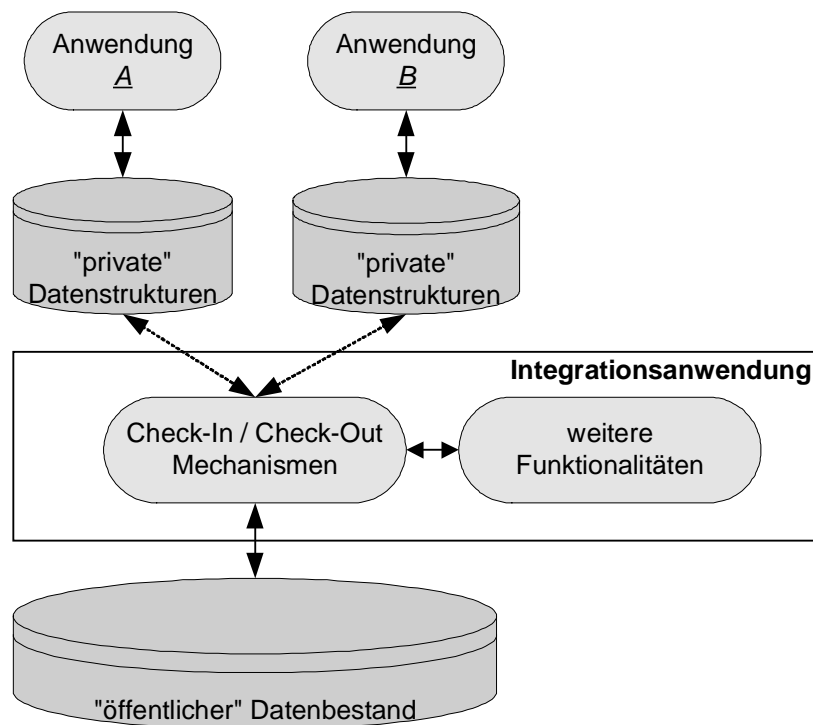 Anwendung
A
Anwendung
B
"private"
Datenstrukturen
"private"
Datenstrukturen
Integrationsanwendung
Check-In / Check-Out
Mechanismen
weitere
Funktionalitäten
"öffentlicher" Datenbestand